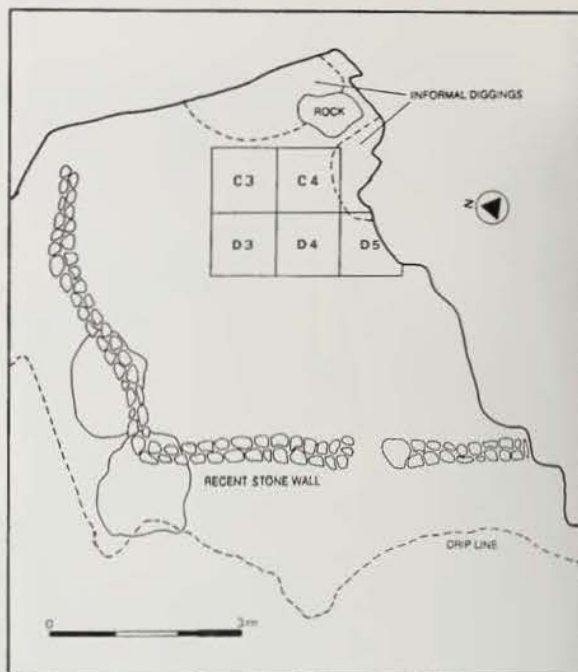 INFORMAL DIGGINGS
ROCK
C3 C4
N
D3 D4 D5
RECENT STONE WALL
DRIP LINE
0 3m